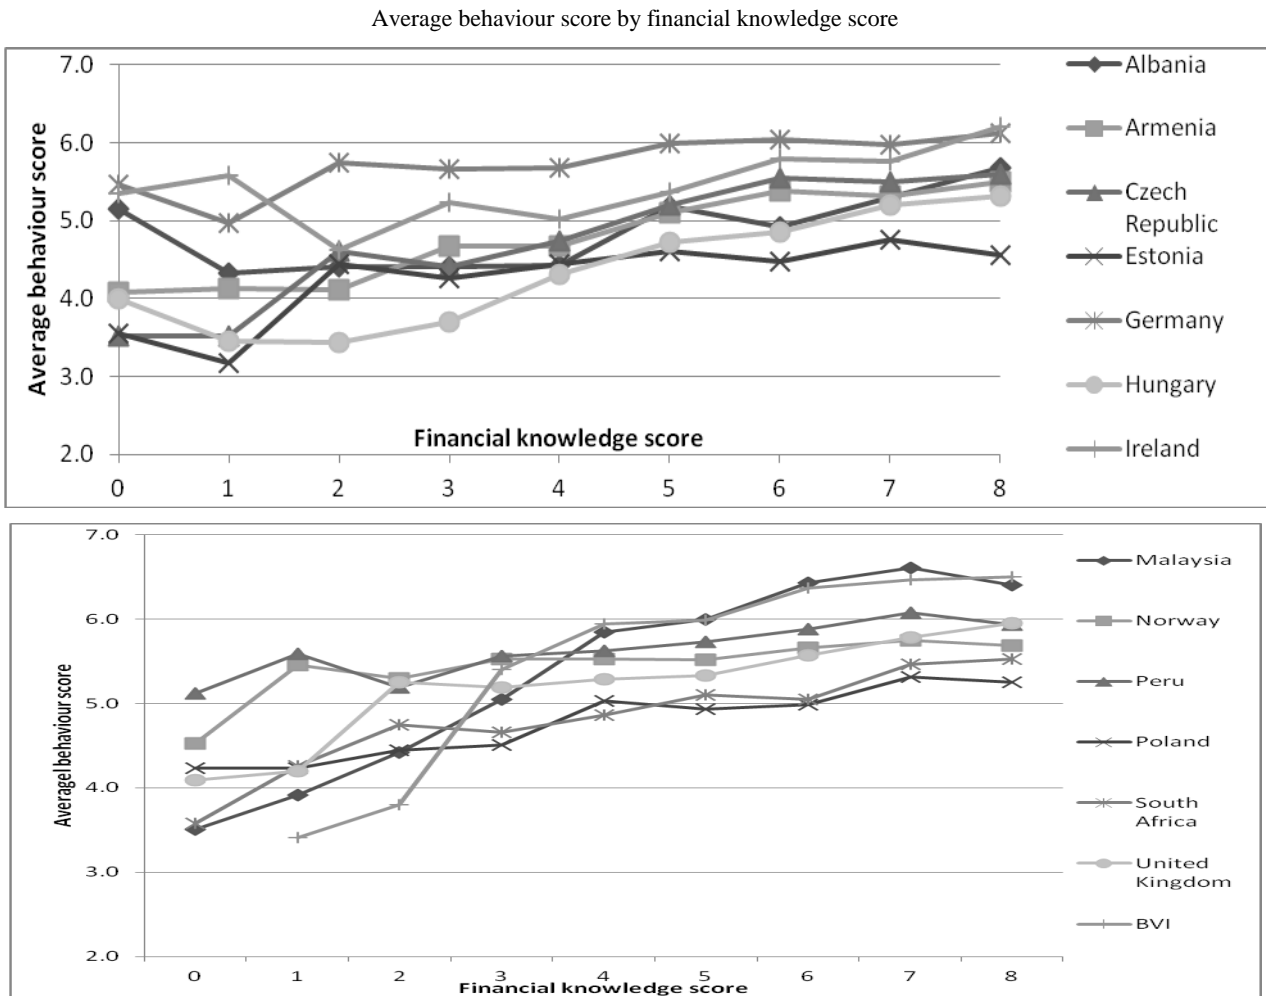 Average behaviour score by financial knowledge score
7.0
6.0
5.0
4.0
3.0
2.0
Average behaviour score
Financial knowledge score
0 1 2 3 4 5 6 7 8
Albania
Armenia
Czech
Republic
Estonia
Germany
Hungary
Ireland
7.0
6.0
5.0
4.0
3.0
2.0
Averagel behaviour score
0 1 2 3 4 5 6 7 8
Financial knowledge score
Malaysia
Norway
Peru
Poland
South
Africa
United
Kingdom
BVI